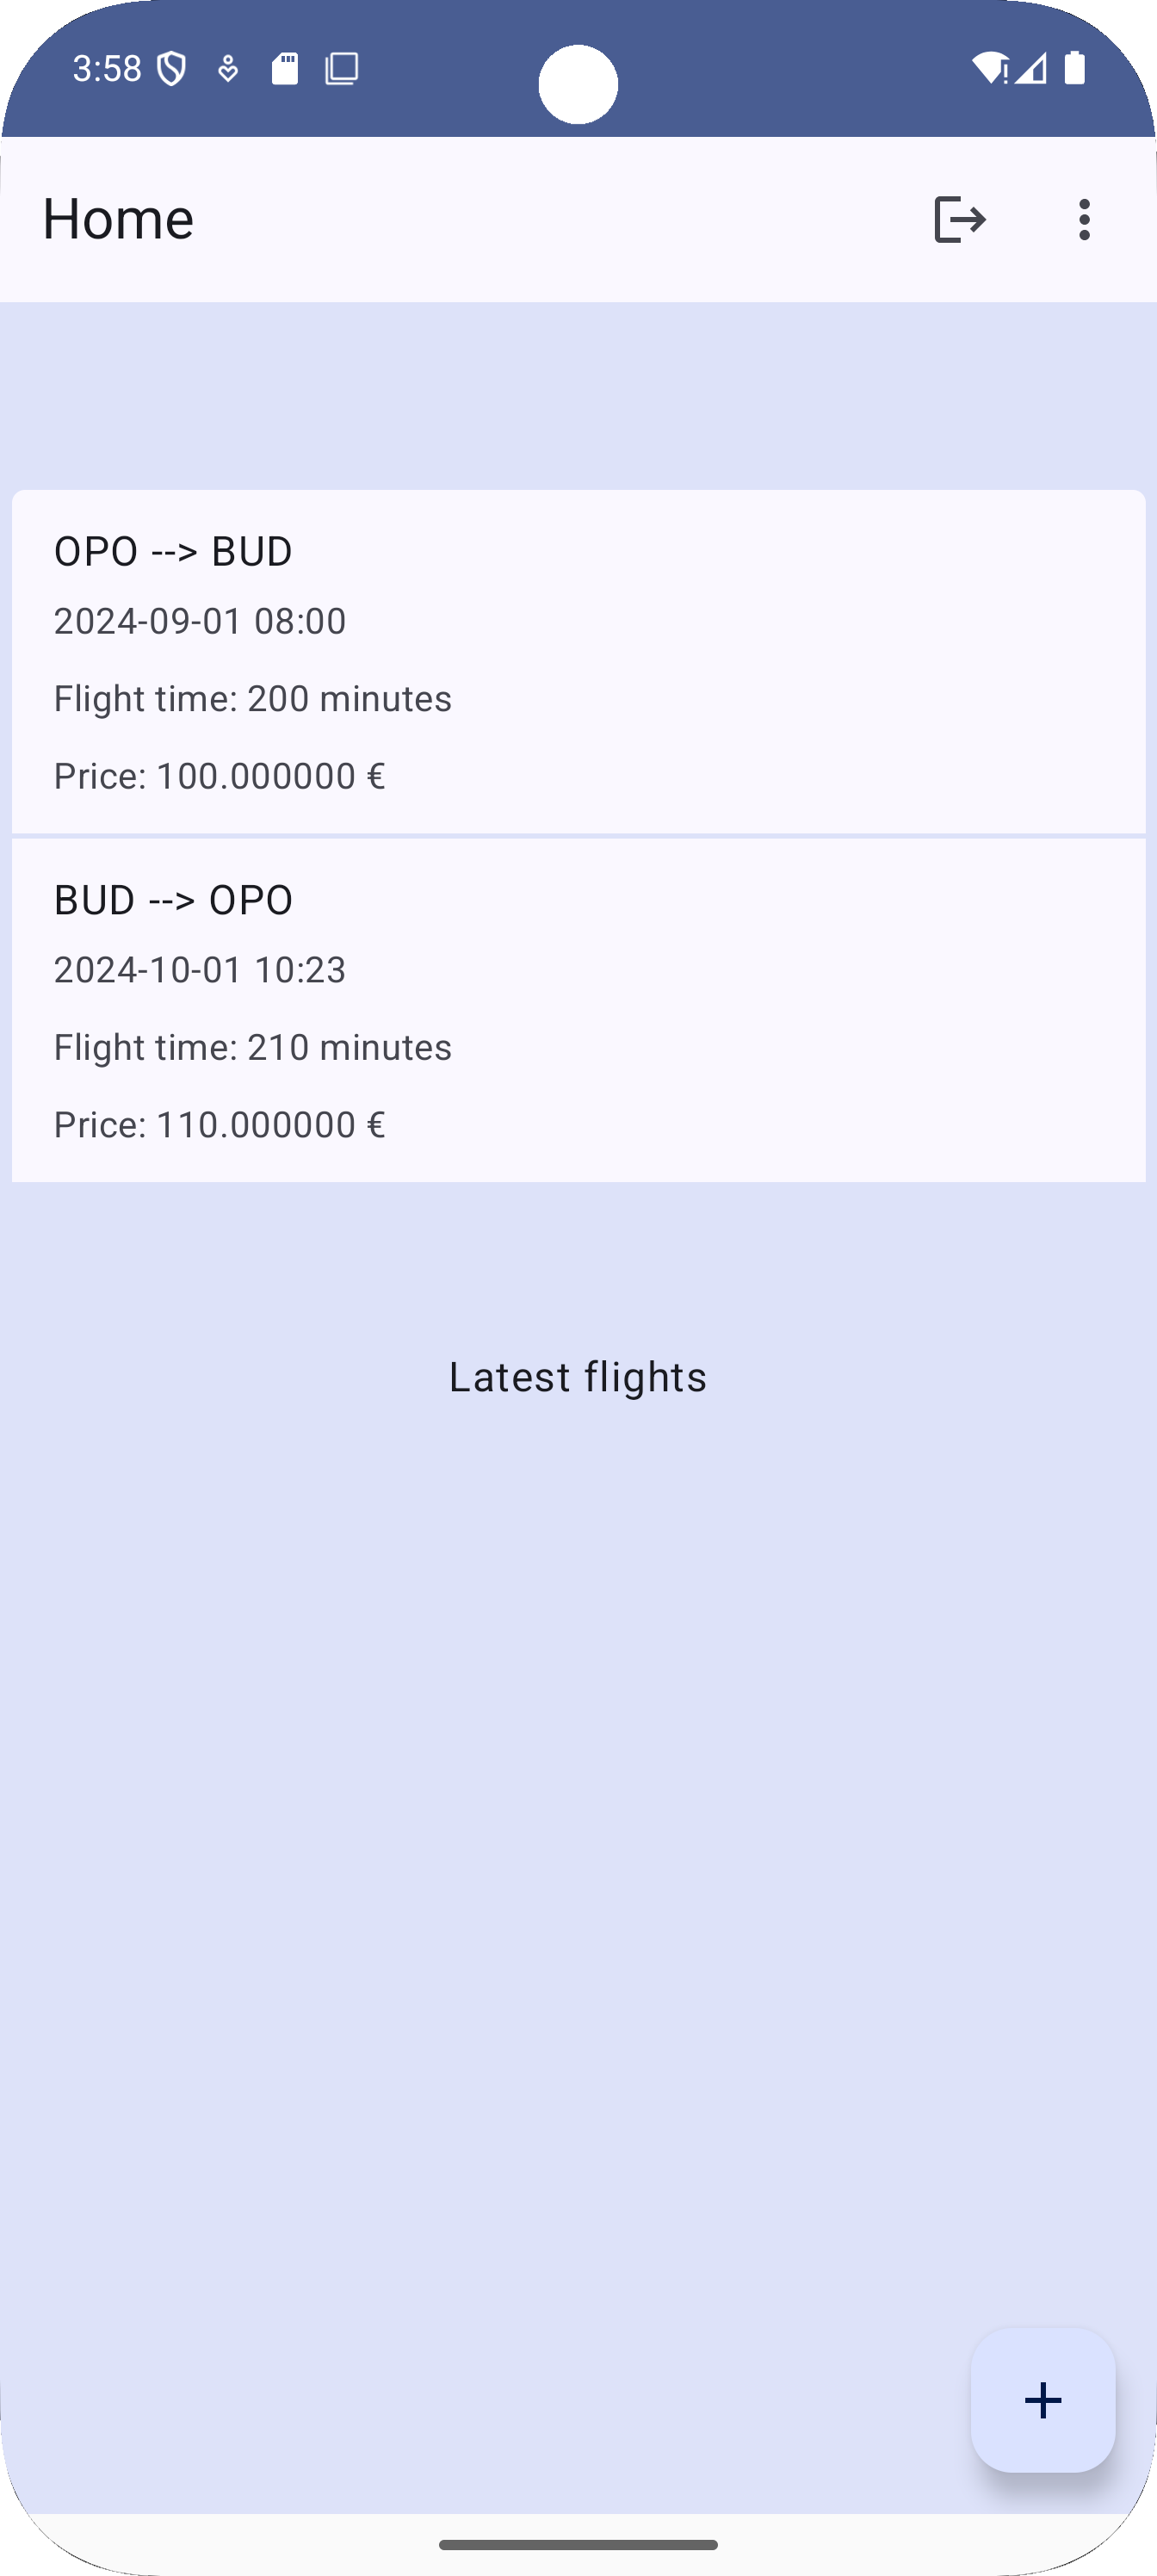 3:58
Home
OPO --> BUD
2024-09-01 08:00
Flight time: 200 minutes
Price: 100.000000 €
BUD --> OPO
2024-10-01 10:23
Flight time: 210 minutes
Price: 110.000000 €
Latest flights